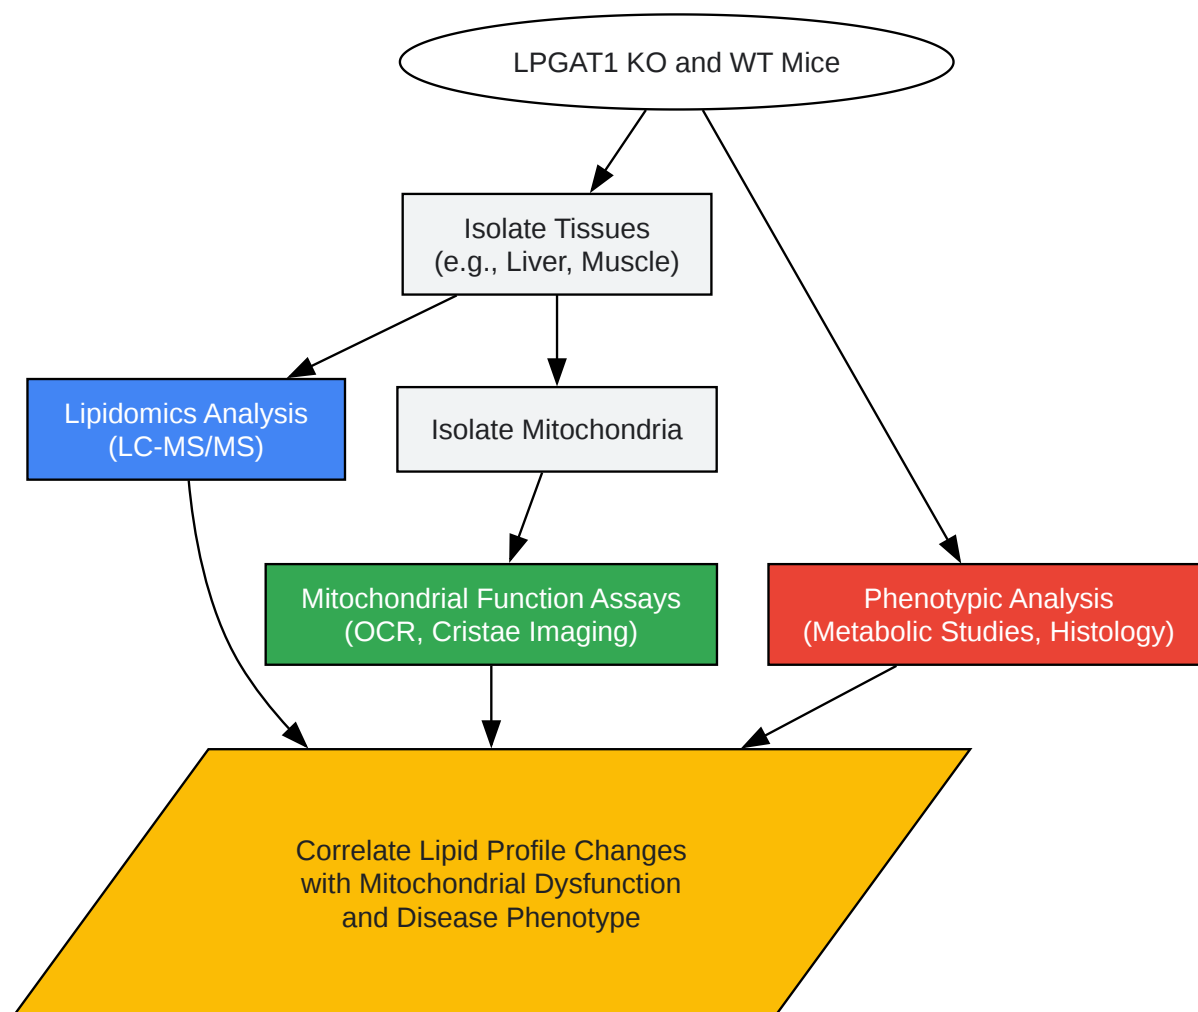 LPGAT1 KO and WT Mice
Isolate Tissues
(e.g., Liver, Muscle)
Lipidomics Analysis
(LC-MS/MS)
Isolate Mitochondria
Mitochondrial Function Assays
(OCR, Cristae Imaging)
Phenotypic Analysis
(Metabolic Studies, Histology)
Correlate Lipid Profile Changes
with Mitochondrial Dysfunction
and Disease Phenotype